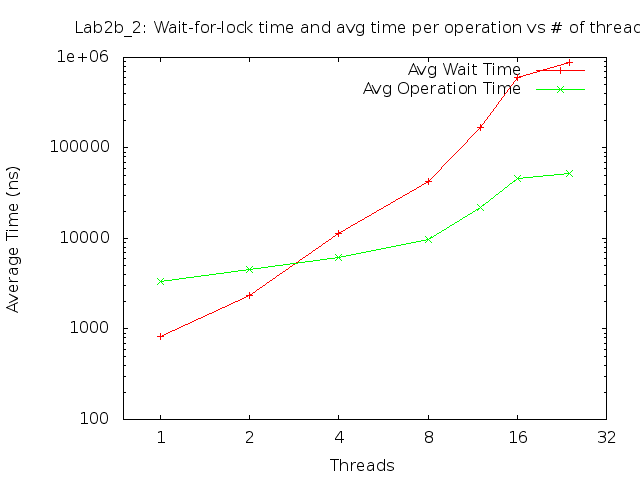 Lab2b_2: Wait-for-lock time and avg time per operation vs # of threac
Average Time (ns)
1e+06
100000
10000
1000
100
Avg Wait Time
Avg Operation Time
1 2 4 8 16 32
Threads